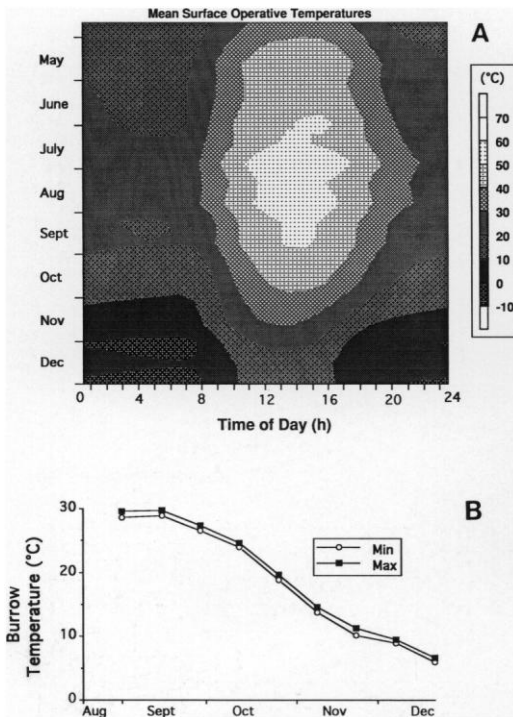 Mean Surface Operative Temperatures
A
May
June
July
Aug
Sept
Oct
Nov
Dec
0 4 8 12 16 20 24
Time of Day (h)
(°C)
70
60
50
40
30
20
10
0
-10
B
Burrow
Temperature (°C)
30
20
10
0
Min
Max
Aug Sept Oct Nov Dec